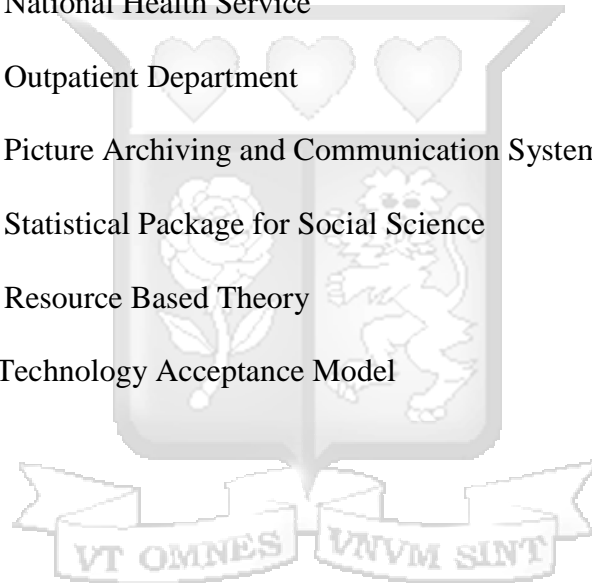 National Health Service
Outpatient Department
Picture Archiving and Communication System
Statistical Package for Social Science
Resource Based Theory
Technology Acceptance Model
VT OMNES VNVM SINT